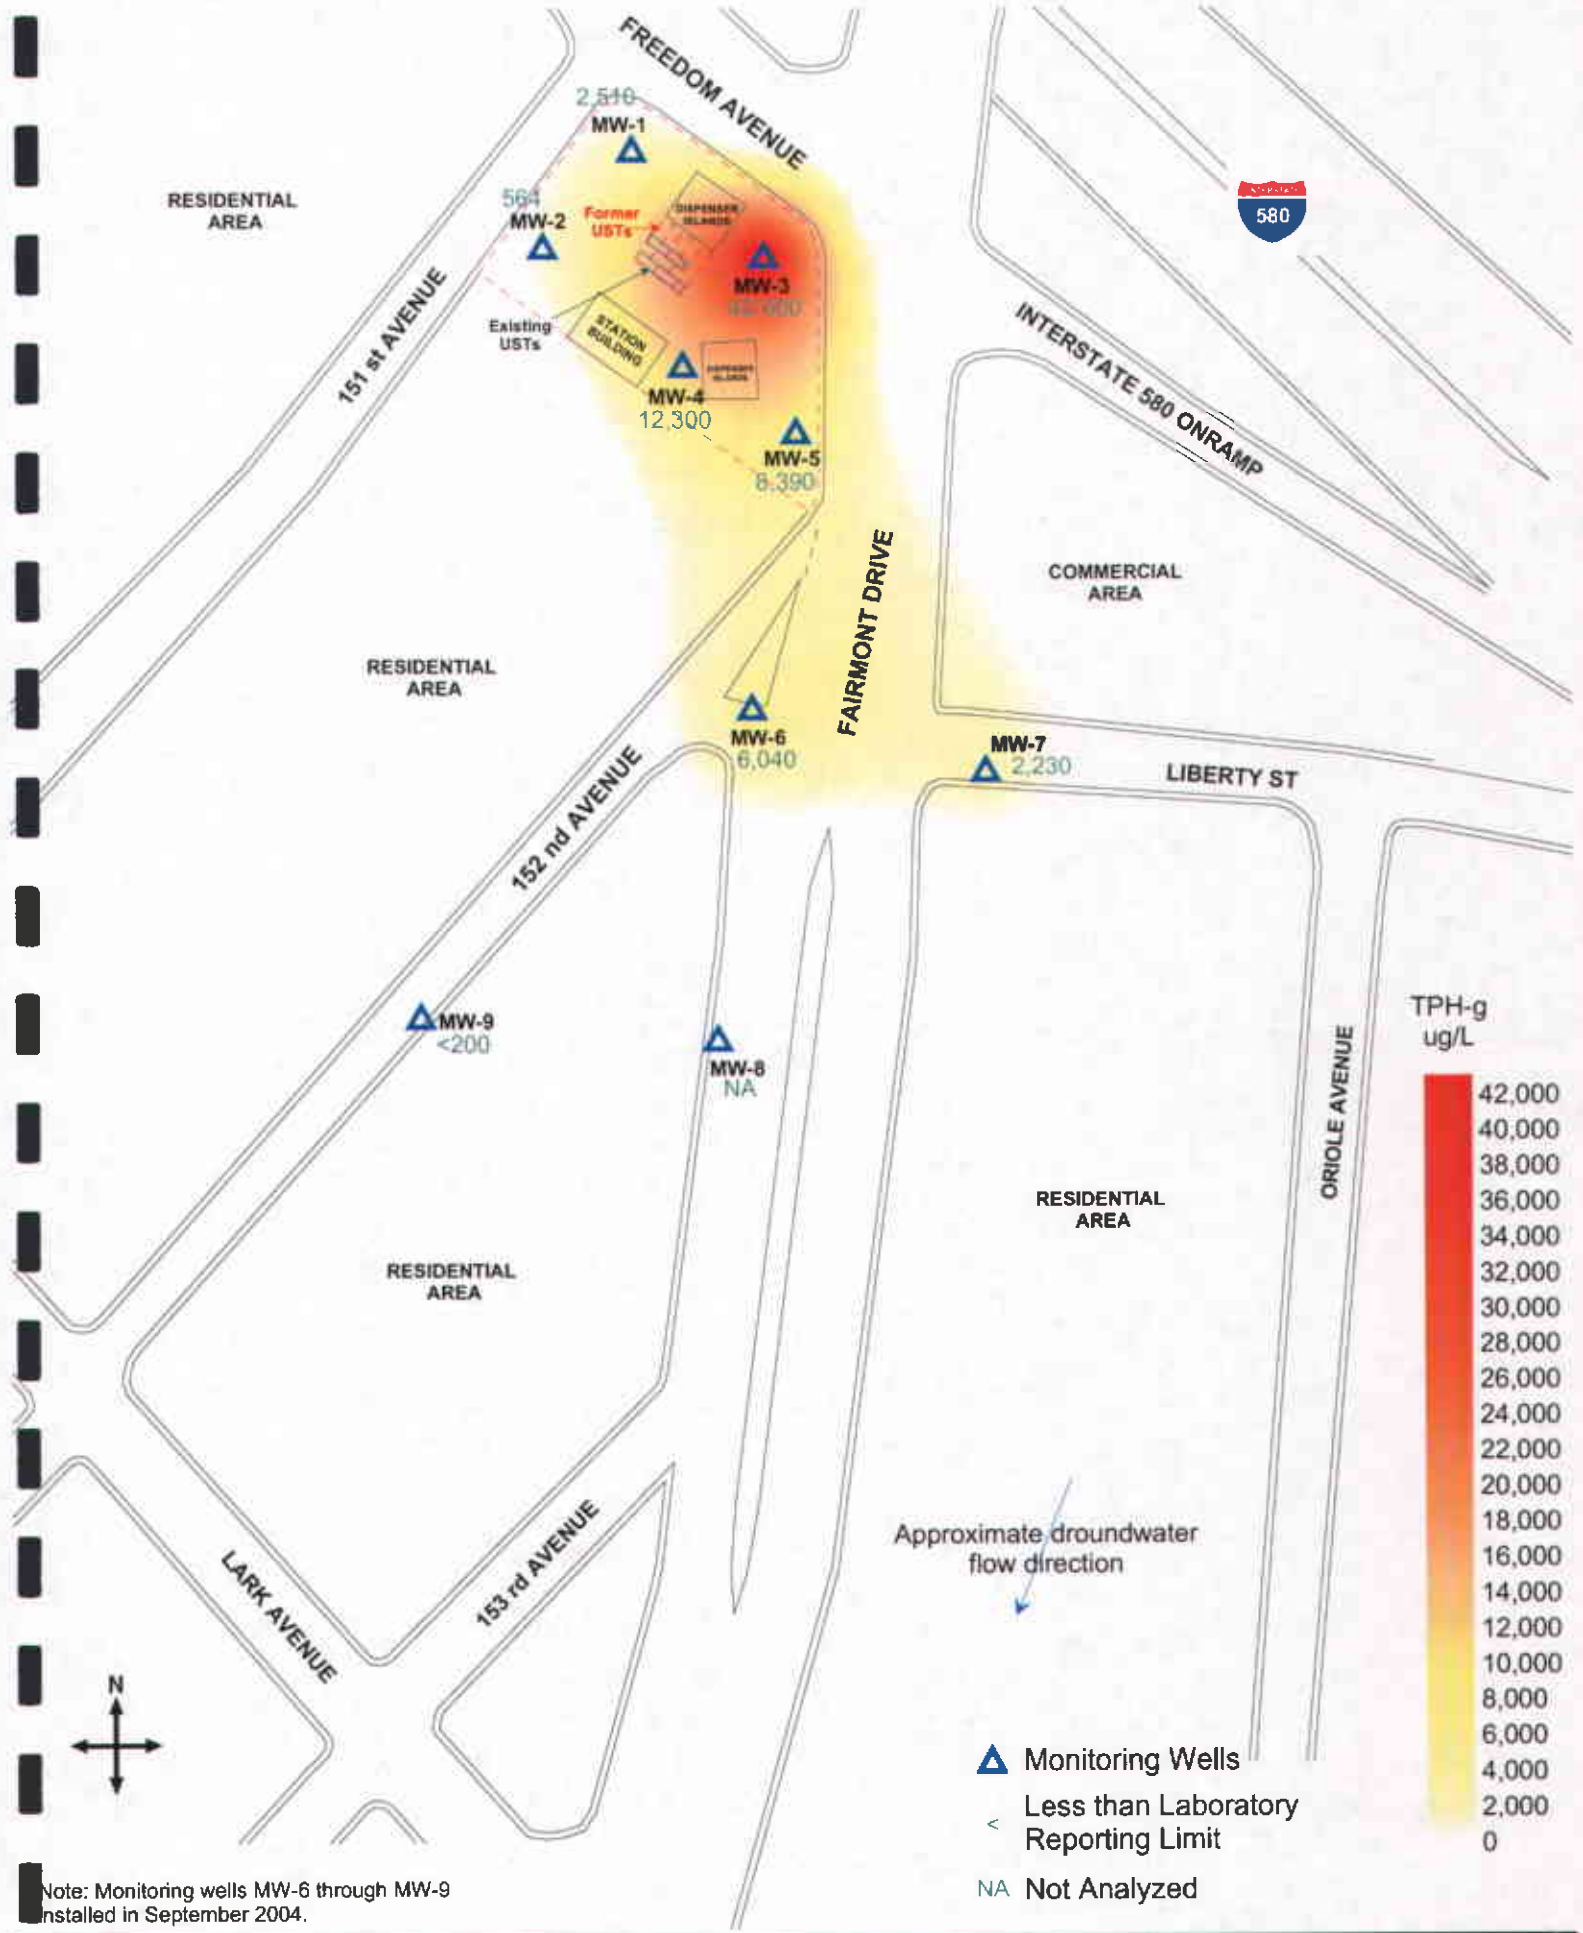 FREEDOM AVENUE
2,510
MW-1
564
MW-2
RESIDENTIAL
AREA
Former
USTs
DISPENSER
ISLANDS
MW-3
580
Existing
USTs
STATION
BUILDING
151 st AVENUE
MW-4
12,300
MW-5
8,390
INTERSTATE 580 ONRAMP
COMMERCIAL
AREA
FAIRMONT DRIVE
RESIDENTIAL
AREA
MW-6
6,040
MW-7
2,230
LIBERTY ST
152 nd AVENUE
MW-9
<200
MW-8
NA
ORIOLE AVENUE
RESIDENTIAL
AREA
RESIDENTIAL
AREA
TPH-g
ug/L
42,000
40,000
38,000
36,000
34,000
32,000
30,000
28,000
26,000
24,000
22,000
20,000
18,000
16,000
14,000
12,000
10,000
8,000
6,000
4,000
2,000
0
Approximate droundwater
flow direction
LARK AVENUE
153 rd AVENUE
N
Monitoring Wells
< Less than Laboratory
Reporting Limit
NA Not Analyzed
Note: Monitoring wells MW-6 through MW-9
nstalled in September 2004.